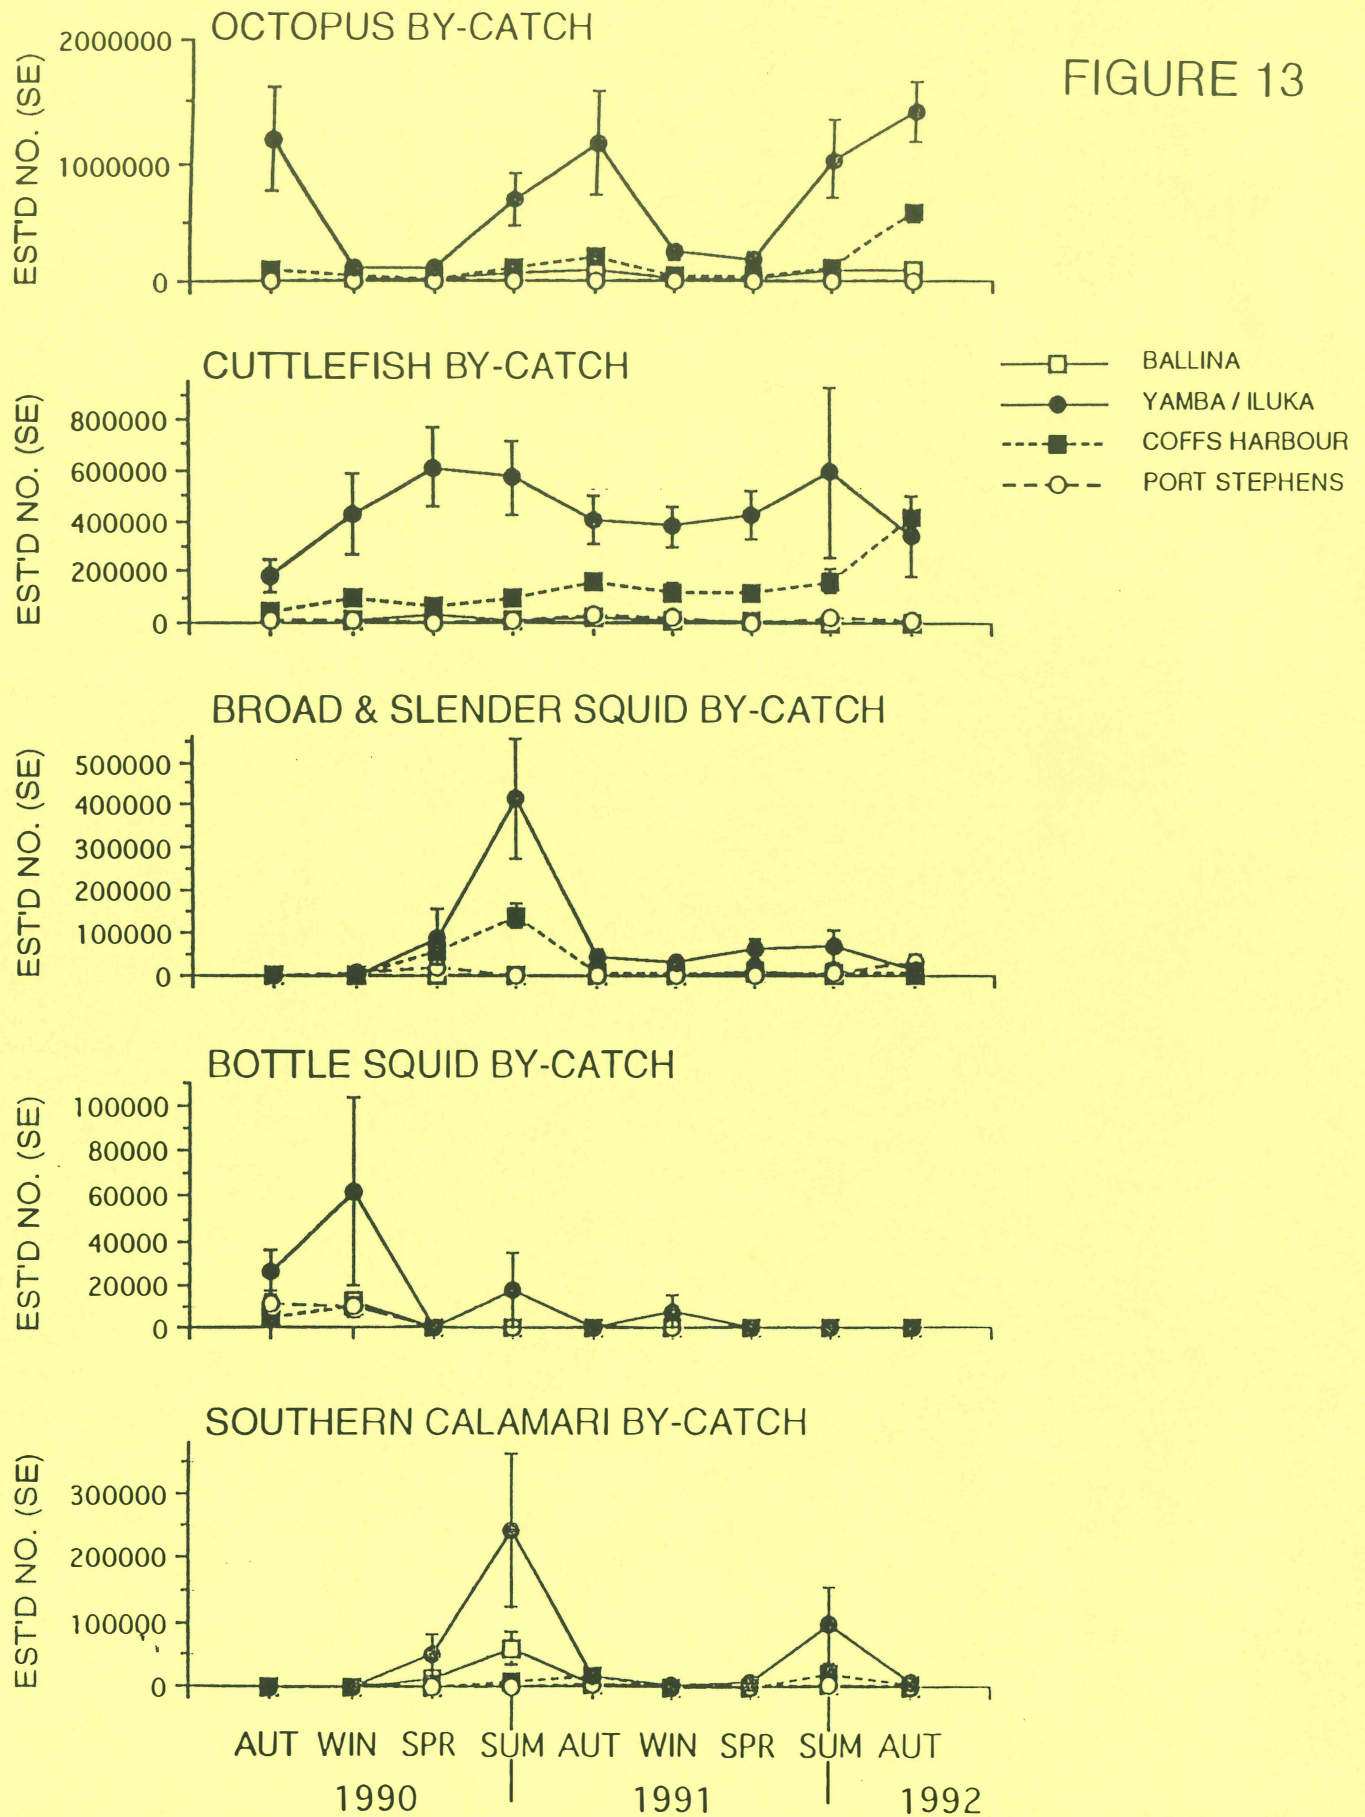 OCTOPUS BY-CATCH
FIGURE 13
EST'D NO. (SE)
2000000
1000000
0
CUTTLEFISH BY-CATCH
EST'D NO. (SE)
800000
600000
400000
200000
0
BALLINA
YAMBA / ILUKA
COFFS HARBOUR
PORT STEPHENS
BROAD & SLENDER SQUID BY-CATCH
EST'D NO. (SE)
500000
400000
300000
200000
100000
0
BOTTLE SQUID BY-CATCH
EST'D NO. (SE)
100000
80000
60000
40000
20000
0
SOUTHERN CALAMARI BY-CATCH
EST'D NO. (SE)
300000
200000
100000
0
AUT WIN SPR SUM AUT WIN SPR SUM AUT
1990 1991 1992